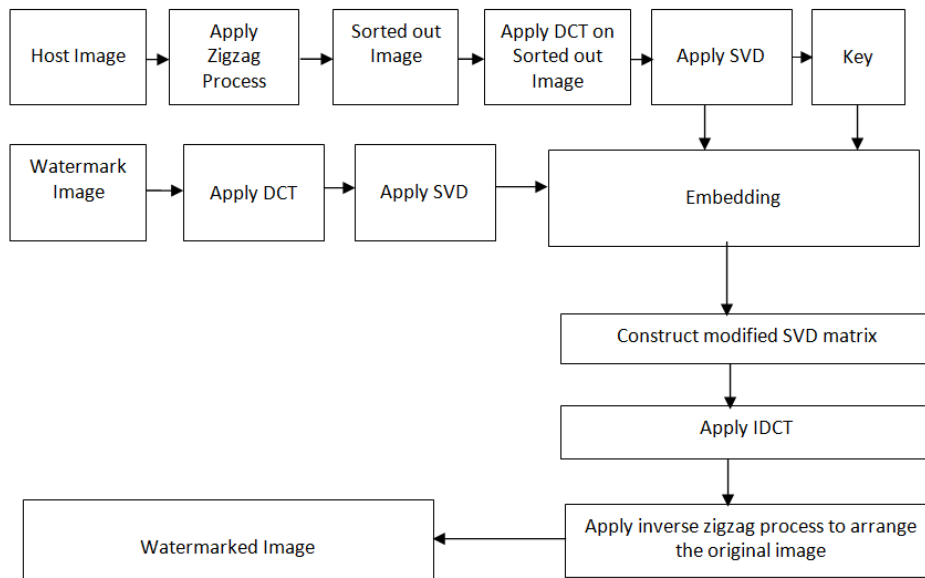 Host Image
Apply
Zigzag
Process
Sorted out
Image
Apply DCT on
Sorted out
Image
Apply SVD
Key
Watermark
Image
Apply DCT
Apply SVD
Embedding
Construct modified SVD matrix
Apply IDCT
Apply inverse zigzag process to arrange
the original image
Watermarked Image